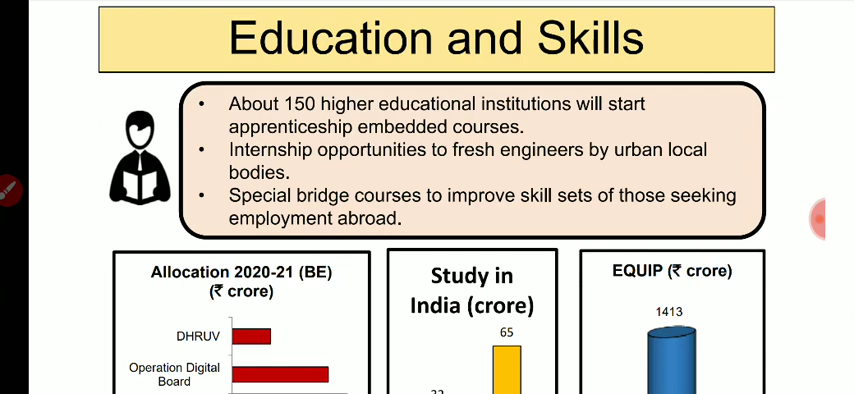 Education and Skills
• About 150 higher educational institutions will start
apprenticeship embedded courses.
• Internship opportunities to fresh engineers by urban local
bodies.
• Special bridge courses to improve skill sets of those seeking
employment abroad.
Allocation 2020-21 (BE)
(₹ crore)
DHRUV
Operation Digital
Board
Study in
India (crore)
65
EQUIP (₹ crore)
1413